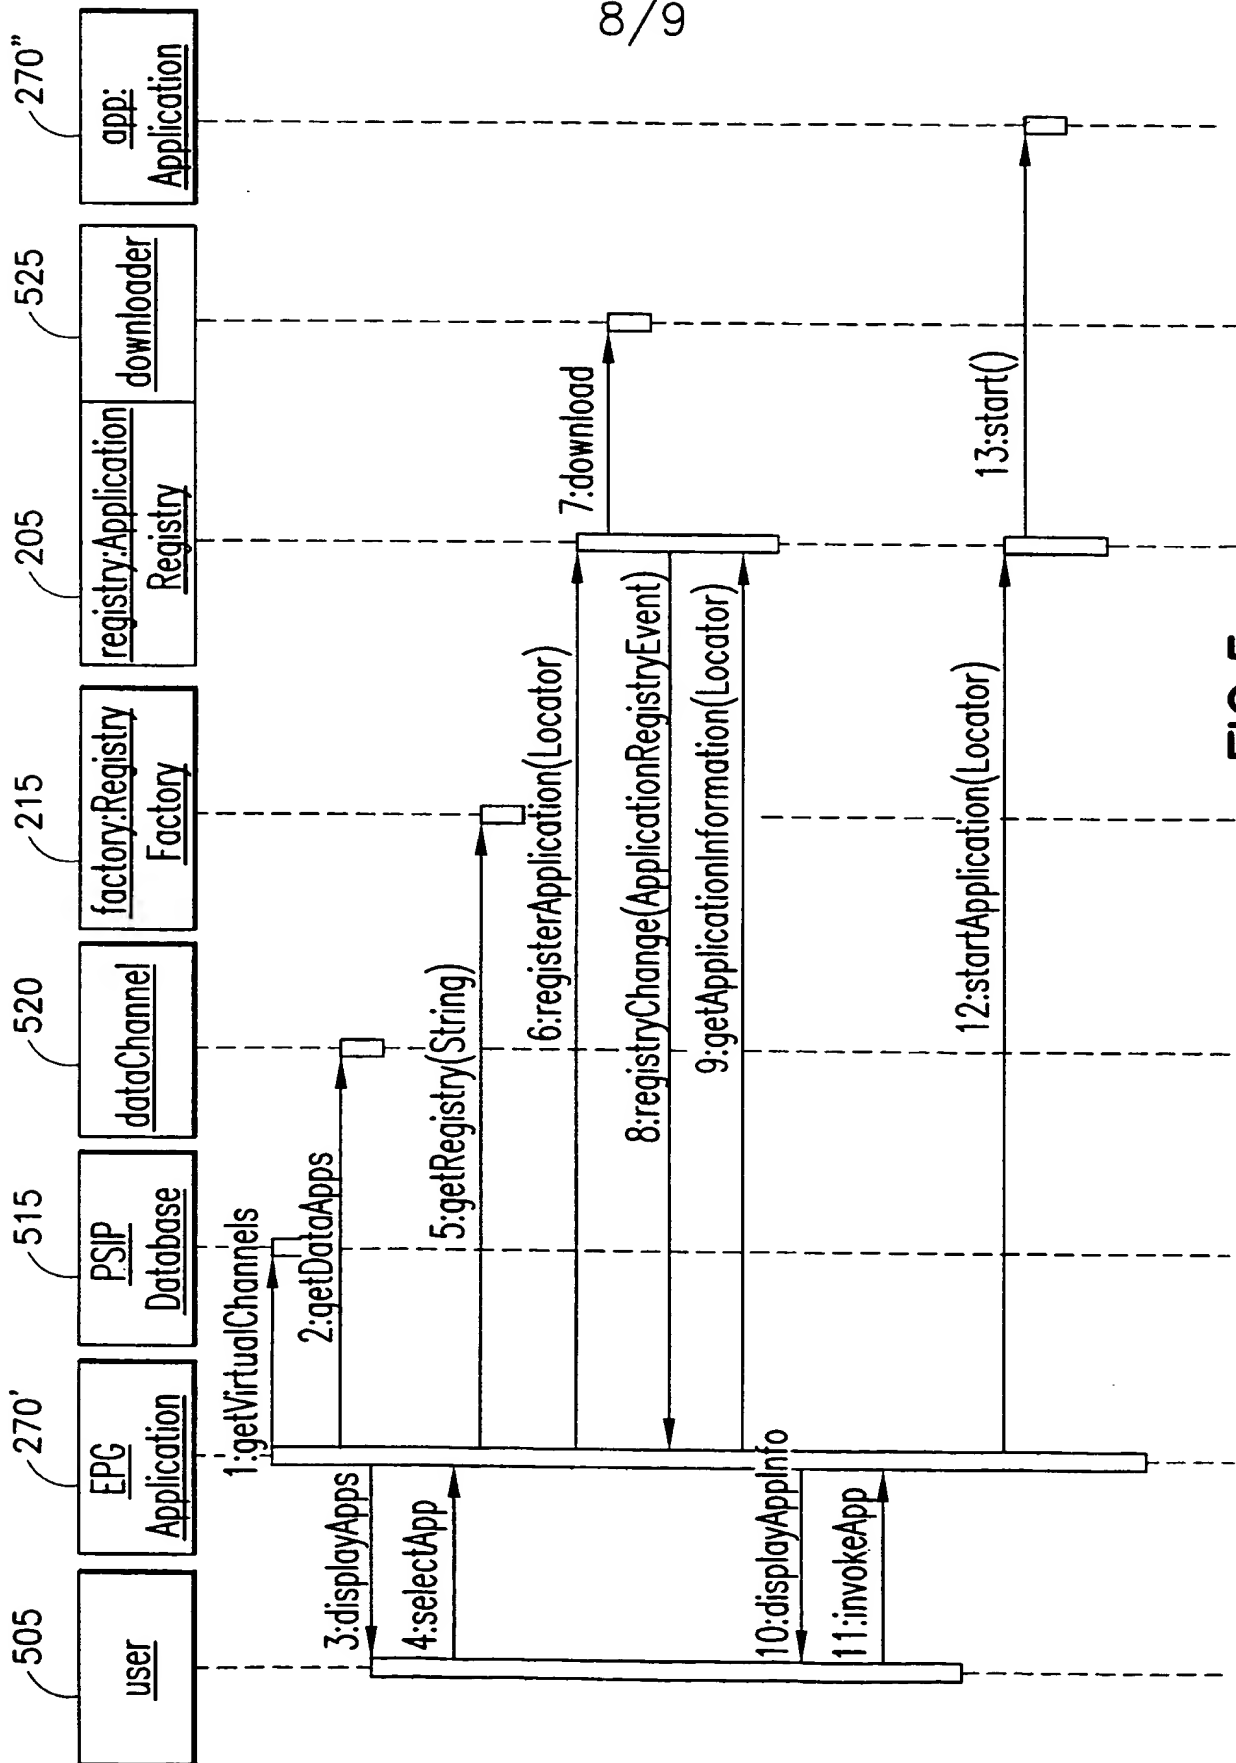 8/9
505
270'
515
520
215
205
525
270"
user
EPG
Application
PSIP
Database
dataChannel
factory:Registry
Factory
registry:Application
Registry
downloader
app:
Application
1:getVirtualChannels
2:getDataApps
3:displayApps
4:selectApp
5:getRegistry(String)
6:registerApplication(Locator)
7:download
8:registryChange(ApplicationRegistryEvent)
9:getApplicationInformation(Locator)
10:displayAppInfo
11:invokeApp
12:startApplication(Locator)
13:start()